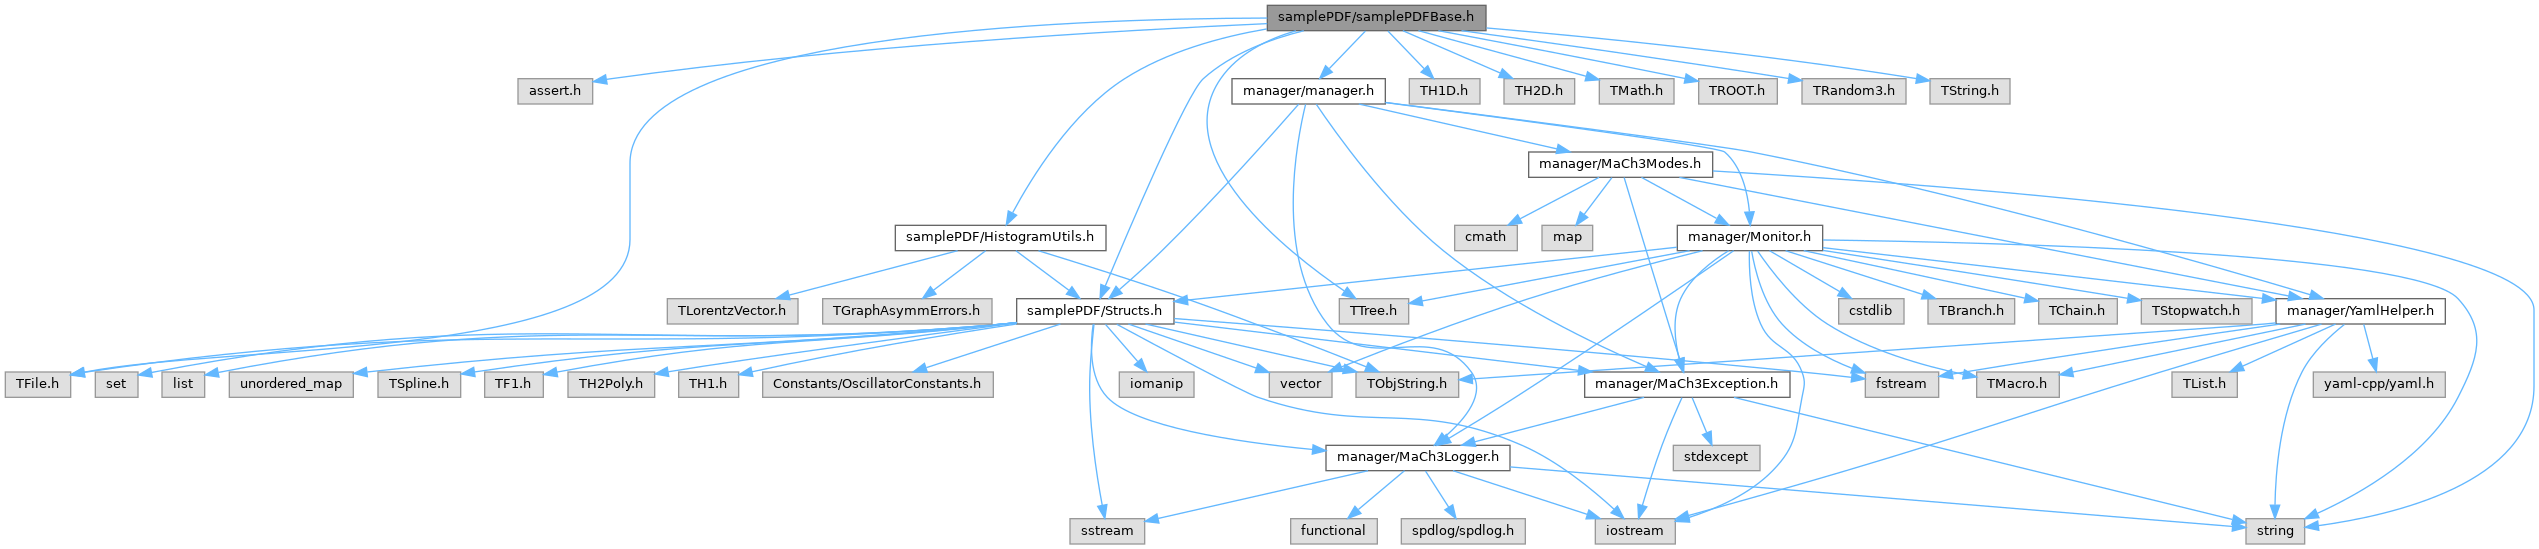 samplePDF/samplePDFBase.h
assert.h
manager/manager.h
TH1D.h
TH2D.h
TMath.h
TROOT.h
TRandom3.h
TString.h
manager/MaCh3Modes.h
samplePDF/HistogramUtils.h
cmath
map
manager/Monitor.h
TLorentzVector.h
TGraphAsymmErrors.h
samplePDF/Structs.h
TTree.h
cstdlib
TBranch.h
TChain.h
TStopwatch.h
manager/YamlHelper.h
TFile.h
set
list
unordered_map
TSpline.h
TF1.h
TH2Poly.h
TH1.h
Constants/OscillatorConstants.h
iomanip
vector
TObjString.h
manager/MaCh3Exception.h
fstream
TMacro.h
TList.h
yaml-cpp/yaml.h
manager/MaCh3Logger.h
stdexcept
sstream
functional
spdlog/spdlog.h
iostream
string